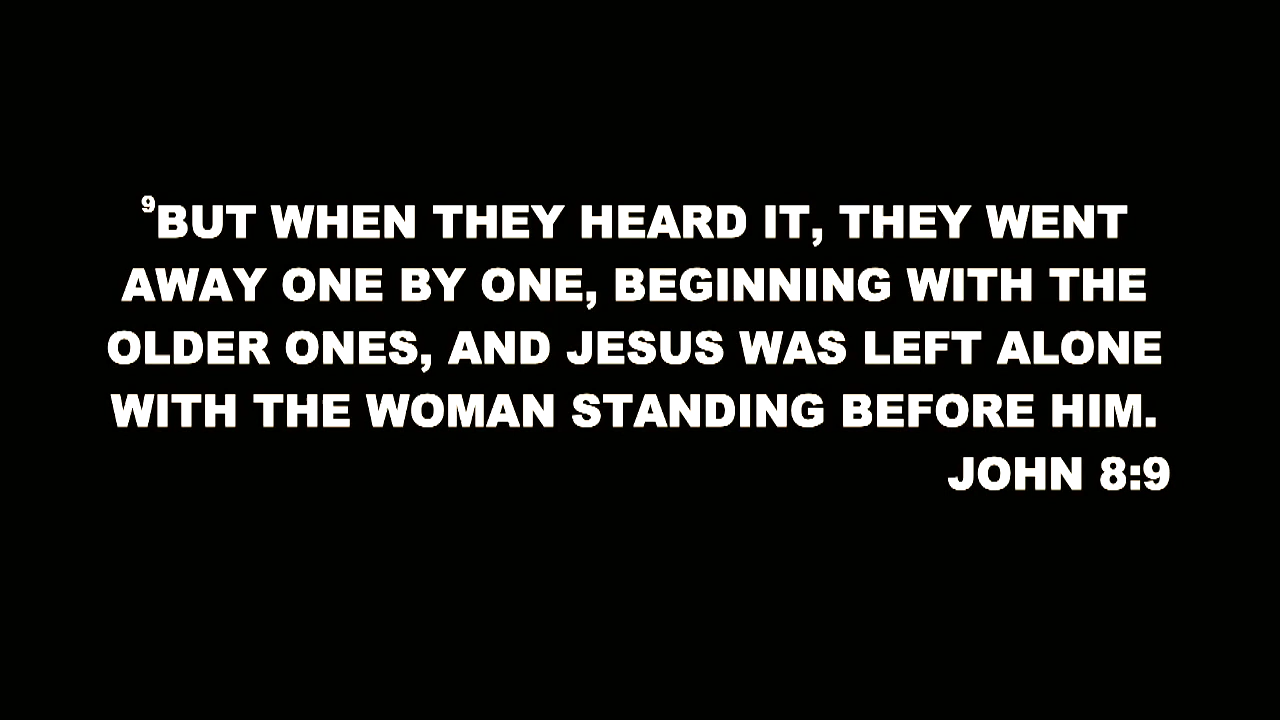 ⁹BUT WHEN THEY HEARD IT, THEY WENT
AWAY ONE BY ONE, BEGINNING WITH THE
OLDER ONES, AND JESUS WAS LEFT ALONE
WITH THE WOMAN STANDING BEFORE HIM.
JOHN 8:9